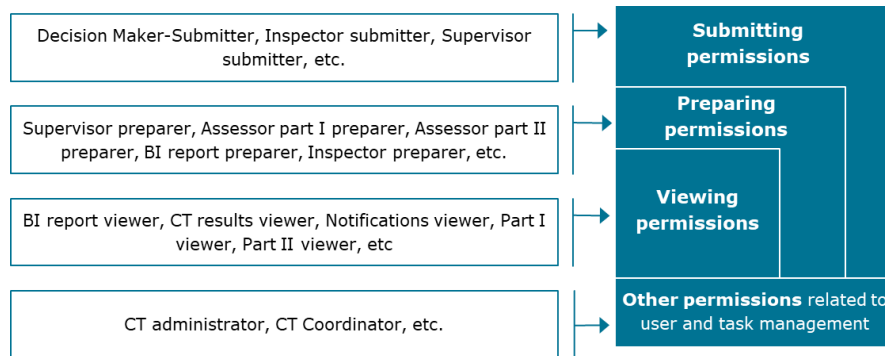 Decision Maker-Submitter, Inspector submitter, Supervisor
submitter, etc.
Submitting
permissions
Supervisor preparer, Assessor part I preparer, Assessor part II
preparer, BI report preparer, Inspector preparer, etc.
Preparing
permissions
BI report viewer, CT results viewer, Notifications viewer, Part I
viewer, Part II viewer, etc
Viewing
permissions
CT administrator, CT Coordinator, etc.
Other permissions related to
user and task management